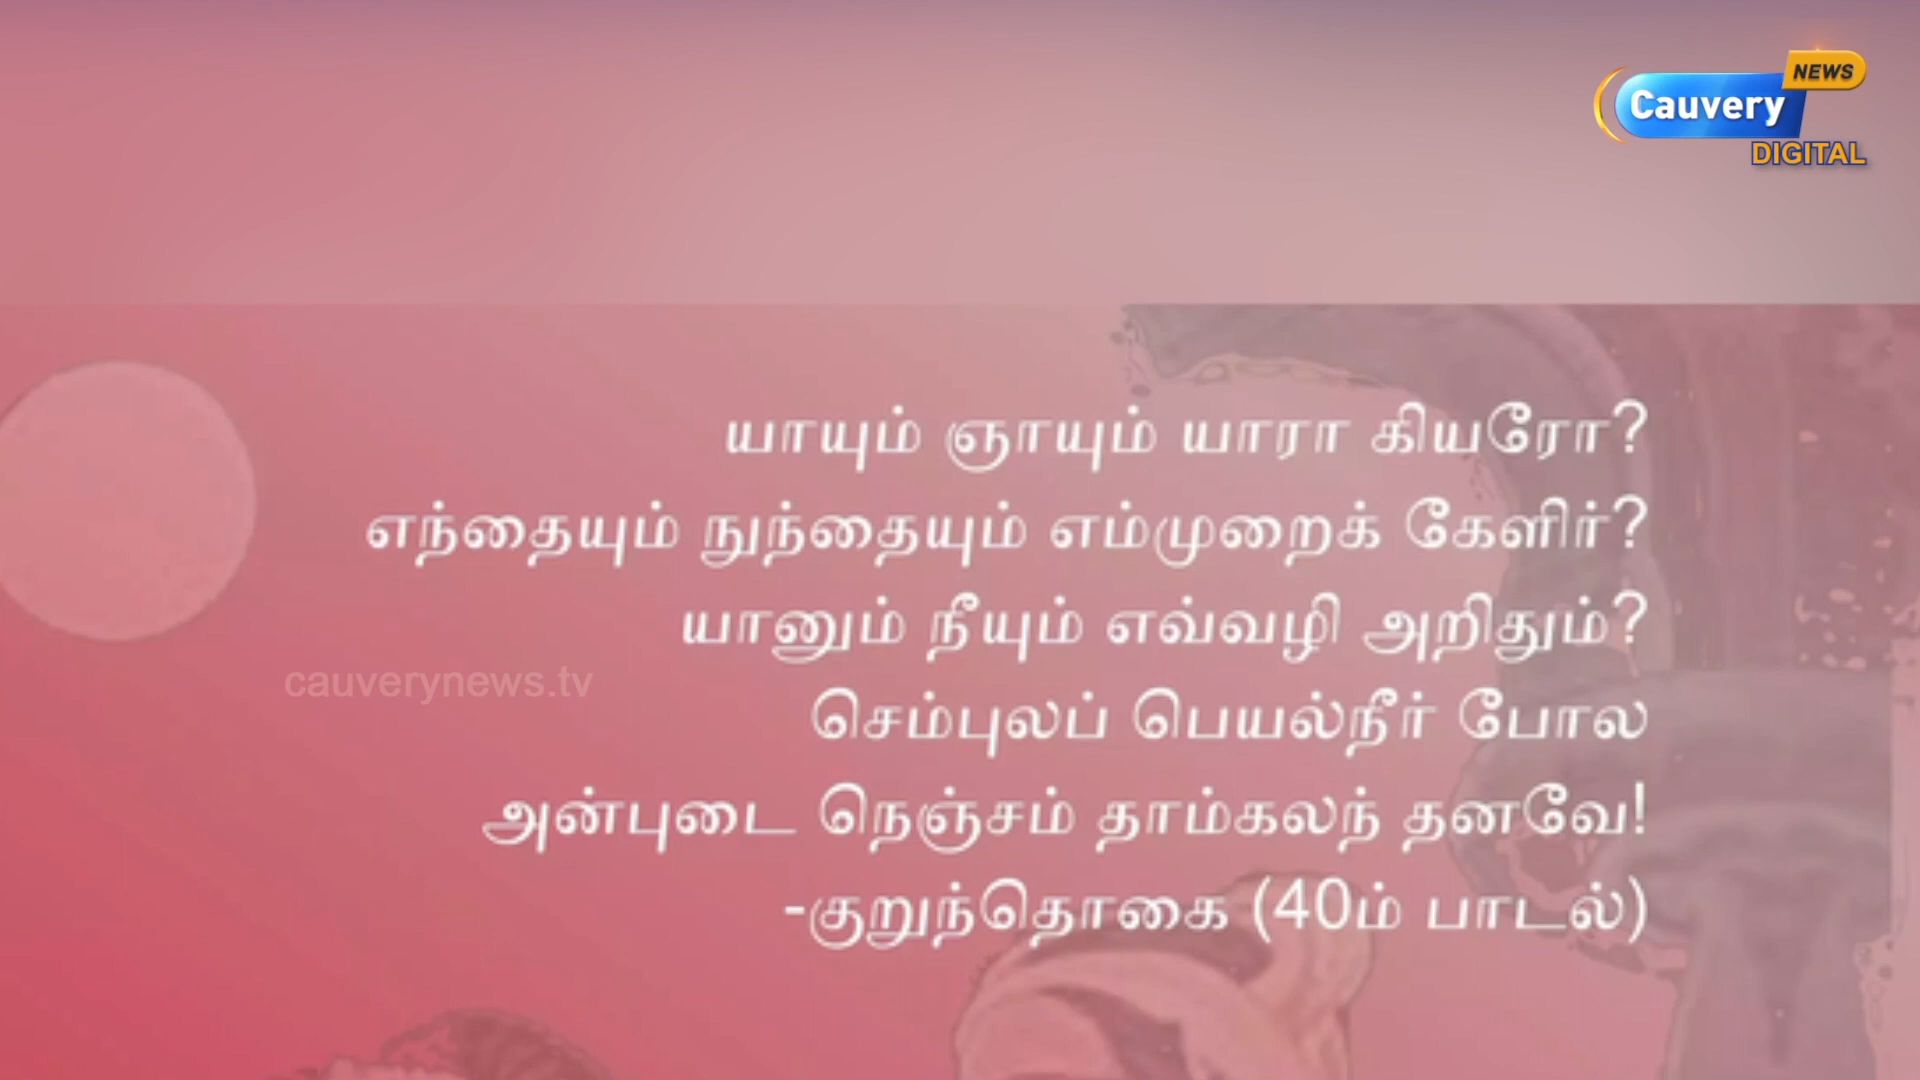 NEWS
Cauvery
DIGITAL
யாயும் ஞாயும் யாரா கியரோ?
எந்தையும் நுந்தையும் எம்முறைக் கேளிர்?
யானும் நீயும் எவ்வழி அறிதும்?
cauverynews.tv
செம்புலப் பெயல்நீர் போல
அன்புடை நெஞ்சம் தாம்கலந் தனவே!
-குறுந்தொகை (40ம் பாடல்)